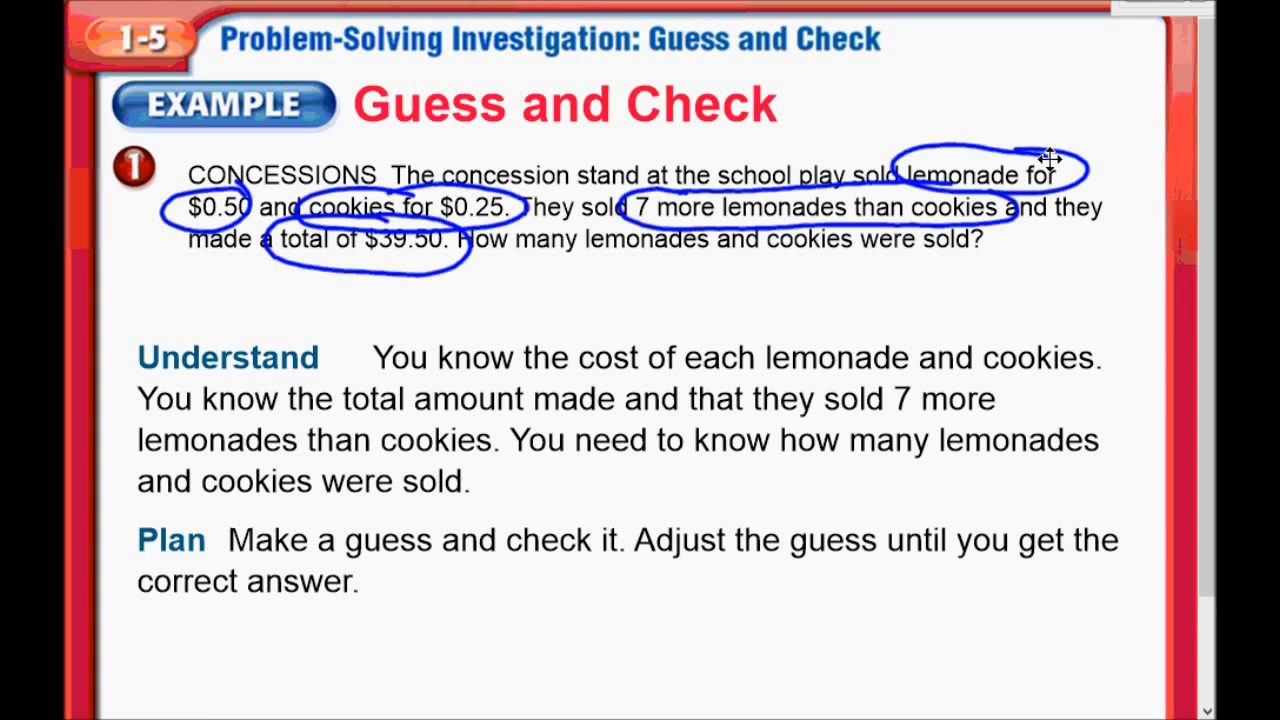 1-5 Problem-Solving Investigation: Guess and Check
EXAMPLE Guess and Check
1 CONCESSIONS The concession stand at the school play sold lemonade for
$0.50 and cookies for $0.25. They sold 7 more lemonades than cookies and they
made a total of $39.50. How many lemonades and cookies were sold?
Understand You know the cost of each lemonade and cookies.
You know the total amount made and that they sold 7 more
lemonades than cookies. You need to know how many lemonades
and cookies were sold.
Plan Make a guess and check it. Adjust the guess until you get the
correct answer.